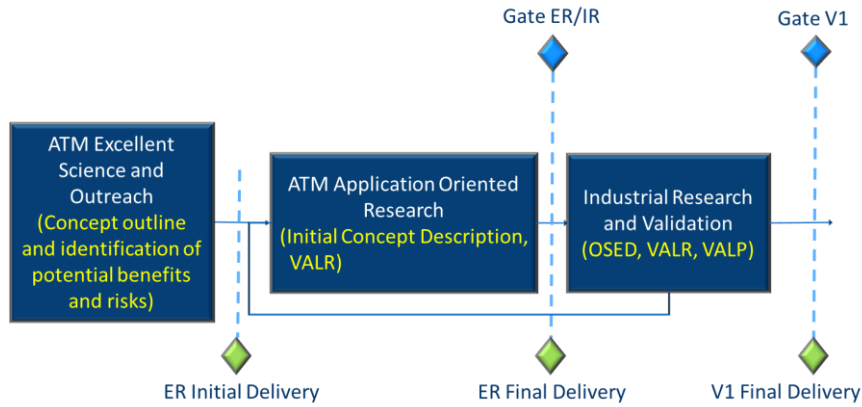 Gate ER/IR
Gate V1
ATM Excellent
Science and
Outreach
(Concept outline
and identification of
potential benefits
and risks)
ATM Application Oriented
Research
(Initial Concept Description,
VALR)
Industrial Research
and Validation
(OSED, VALR, VALP)
ER Initial Delivery
ER Final Delivery
V1 Final Delivery